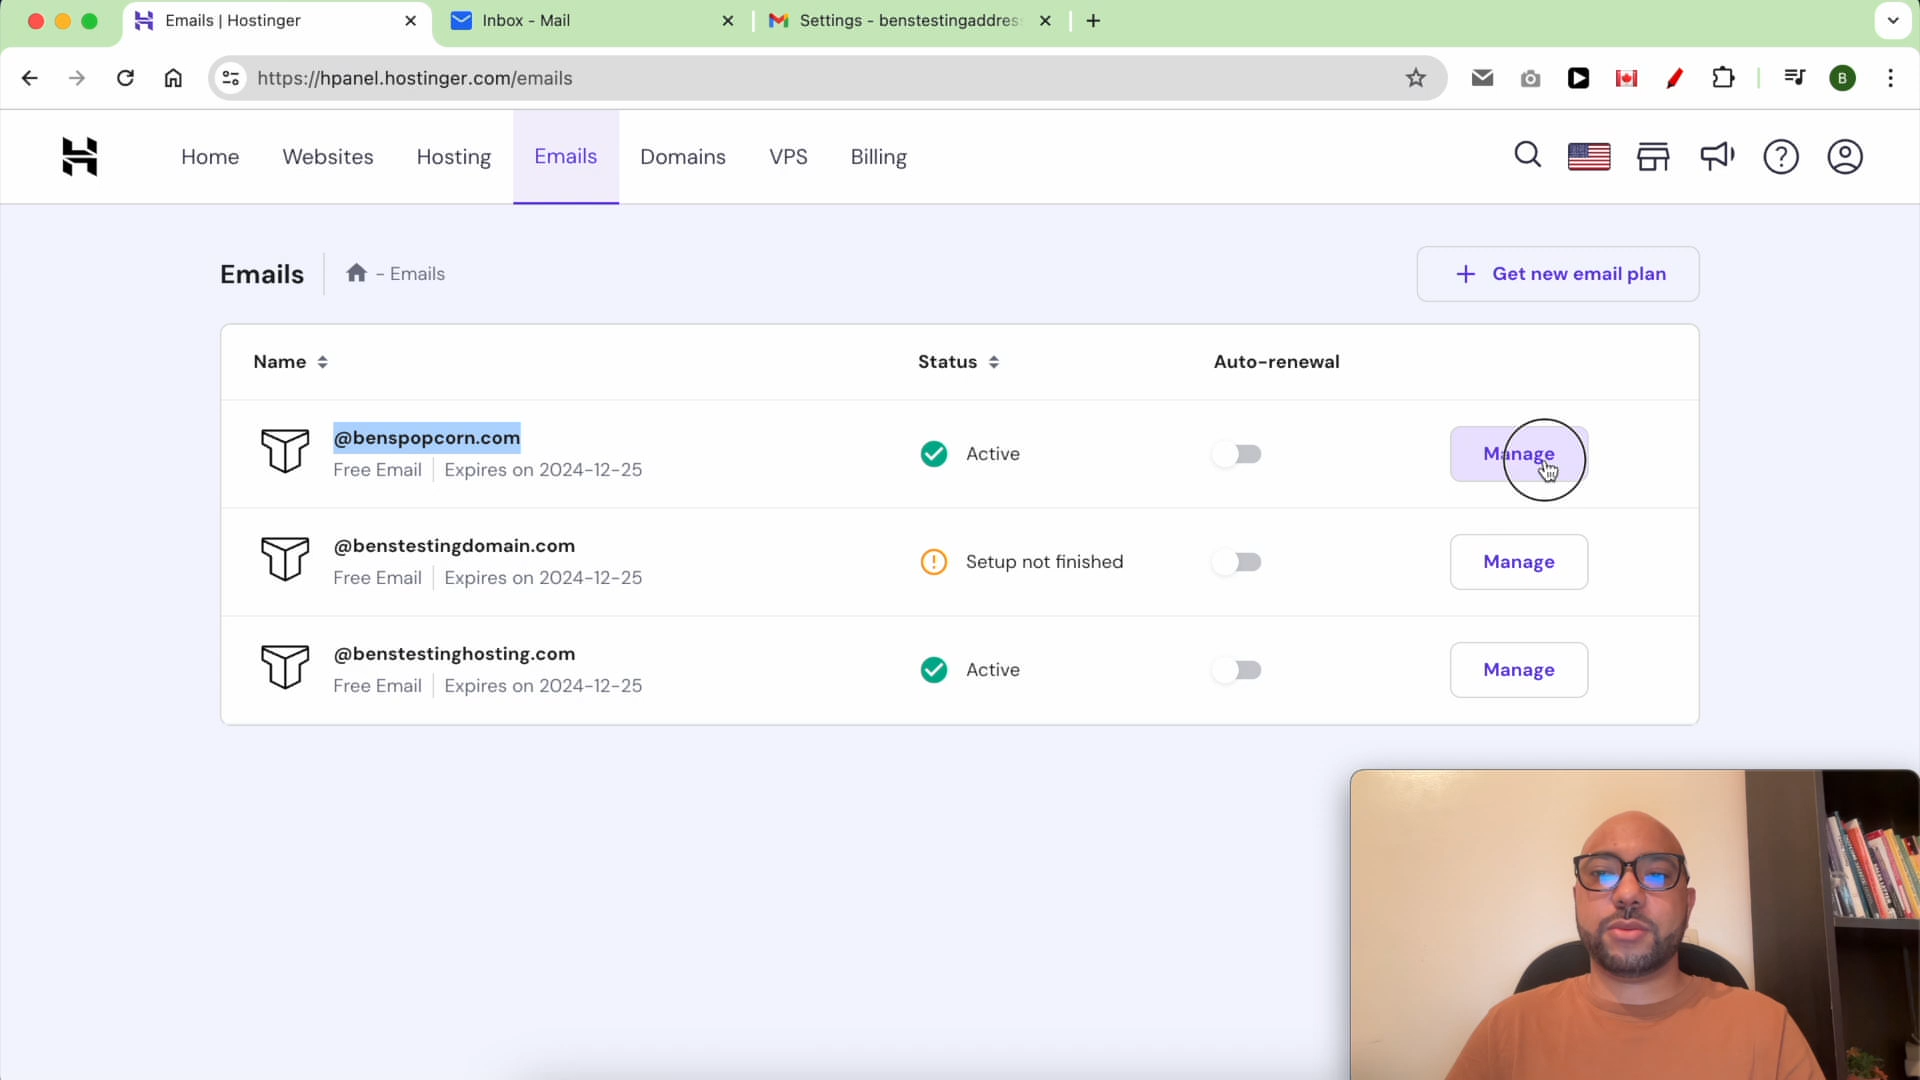 Emails | Hostinger
Inbox - Mail
Settings - benstestingaddres
https://hpanel.hostinger.com/emails
B
Home
Websites
Hosting
Emails
Domains
VPS
Billing
Emails
- Emails
+ Get new email plan
Name
Status
Auto-renewal
@benspopcorn.com
Free Email
Expires on 2024-12-25
Active
Manage
@benstestingdomain.com
Free Email
Expires on 2024-12-25
Setup not finished
Manage
@benstestinghosting.com
Free Email
Expires on 2024-12-25
Active
Manage